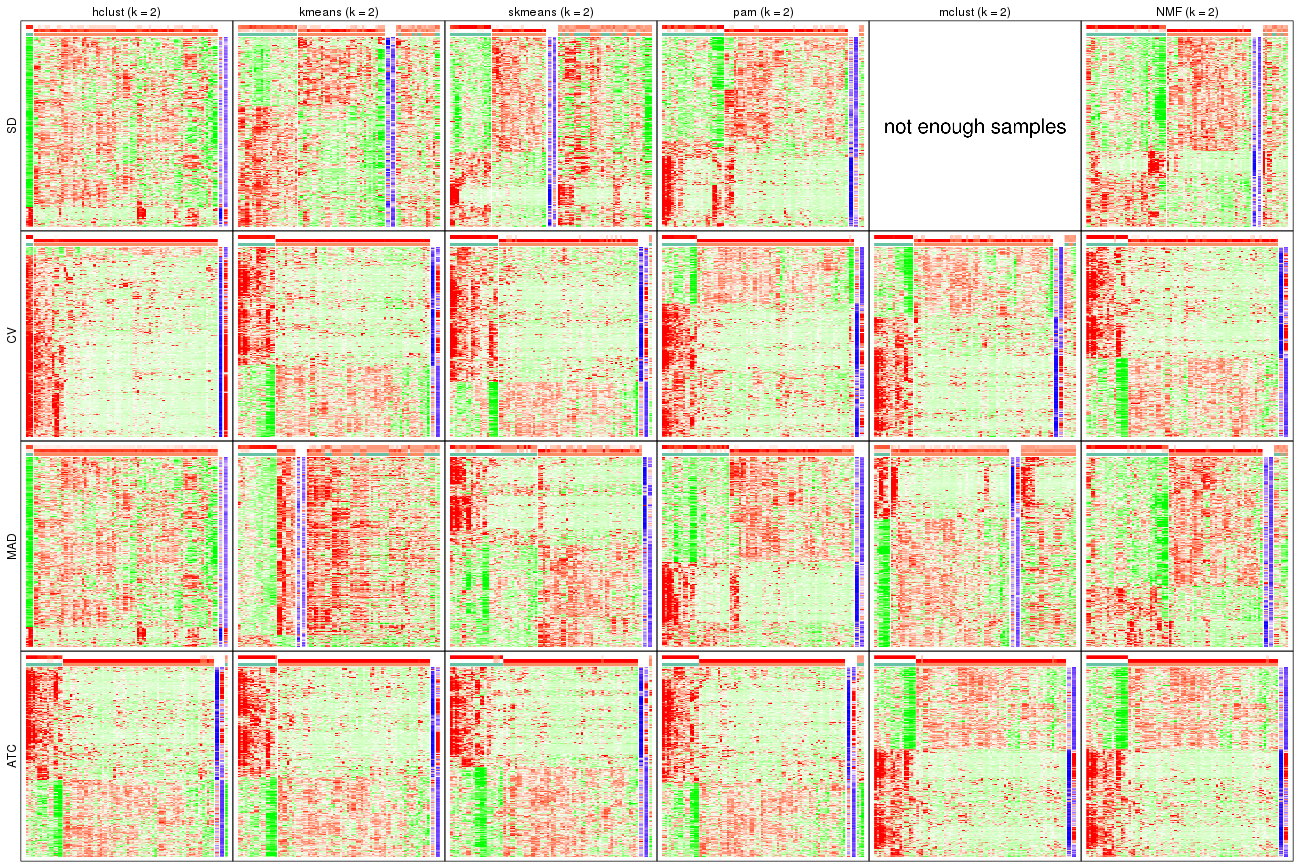 hclust (k = 2) kmeans (k = 2) skmeans (k = 2) pam (k = 2) mclust (k = 2) NMF (k = 2)
SD
not enough samples
CV
MAD
ATC